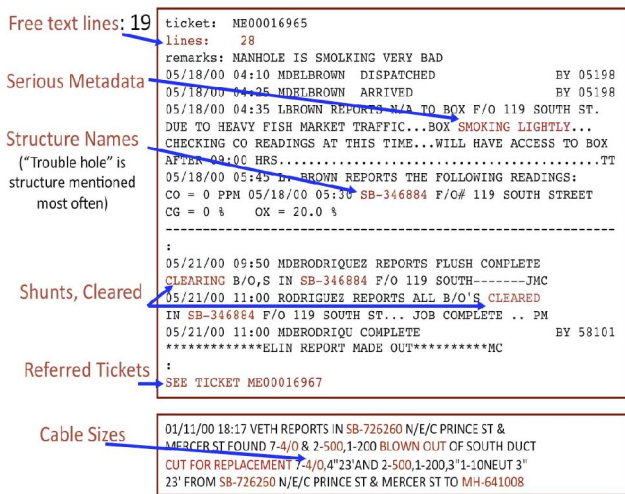 Free text lines: 19
Serious Metadata
Structure Names
("Trouble hole" is
structure mentioned
most often)
Shunts, Cleared
Referred Tickets
Cable Sizes
ticket: ME00016965
lines: 28
remarks: MANHOLE IS SMOLKING VERY BAD
05/18/00 04:10 MDELBROWN DISPATCHED BY 05198
05/18/00 04:25 MDELBROWN ARRIVED BY 05198
05/18/00 04:35 LBROWN REPORTS N/A TO BOX F/O 119 SOUTH ST.
DUE TO HEAVY FISH MARKET TRAFFIC...BOX SMOKING LIGHTLY...
CHECKING CO READINGS AT THIS TIME...WILL HAVE ACCESS TO BOX
AFTER 09:00 HRS.............................................TT
05/18/00 05:45 L. BROWN REPORTS THE FOLLOWING READINGS:
CO = 0 PPM 05/18/00 05:30 SB-346884 F/O# 119 SOUTH STREET
CG = 0 % OX = 20.0 %
------------------------------------------------------------
:
05/21/00 09:50 MDERODRIQUEZ REPORTS FLUSH COMPLETE
CLEARING B/O,S IN SB-346884 F/O 119 SOUTH-------JMC
05/21/00 11:00 RODRIGUEZ REPORTS ALL B/O'S CLEARED
IN SB-346884 F/O 119 SOUTH ST... JOB COMPLETE .. PM
05/21/00 11:00 MDERODRIQU COMPLETE BY 58101
*************ELIN REPORT MADE OUT**********MC
:
SEE TICKET ME00016967
01/11/00 18:17 VETH REPORTS IN SB-726260 N/E/C PRINCE ST &
MERCER ST FOUND 7-4/0 & 2-500,1-200 BLOWN OUT OF SOUTH DUCT
CUT FOR REPLACEMENT 7-4/0,4"23'AND 2-500,1-200,3"1-10NEUT 3"
23' FROM SB-726260 N/E/C PRINCE ST & MERCER ST TO MH-641008